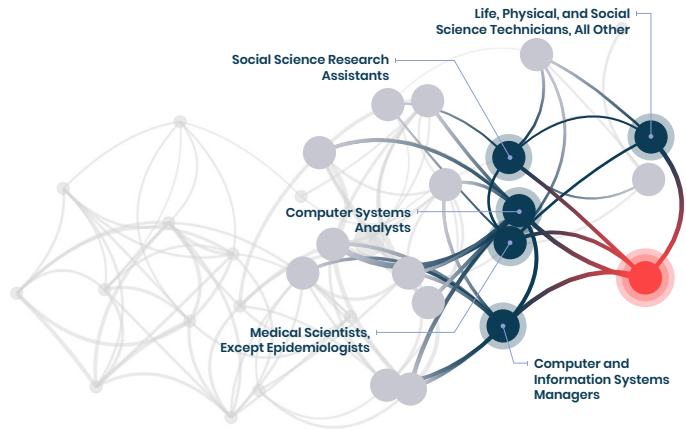 Life, Physical, and Social
Science Technicians, All Other
Social Science Research
Assistants
Computer Systems
Analysts
Medical Scientists,
Except Epidemiologists
Computer and
Information Systems
Managers